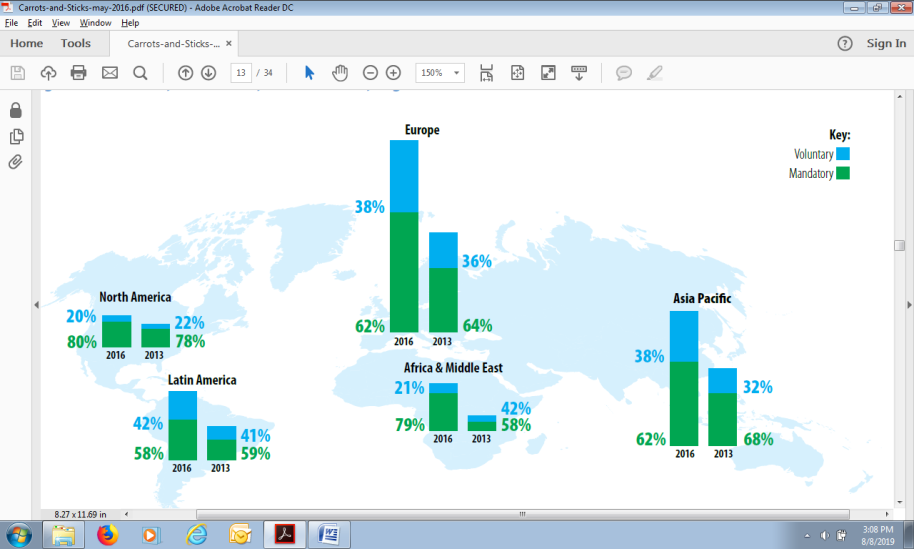 Carrots-and-Sticks-may-2016.pdf (SECURED) - Adobe Acrobat Reader DC
File Edit View Window Help
Home Tools Carrots-and-Sticks-... × ? Sign In
13 / 34 150%
Europe
Key:
Voluntary
Mandatory
38%
36%
62% 64%
2016 2013
North America
20% 22%
80% 78%
2016 2013
Asia Pacific
38% 32%
62% 68%
2016 2013
Latin America
42% 41%
58% 59%
2016 2013
Africa & Middle East
21% 42%
79% 58%
2016 2013
8.27 x 11.69 in
3:08 PM
8/8/2019